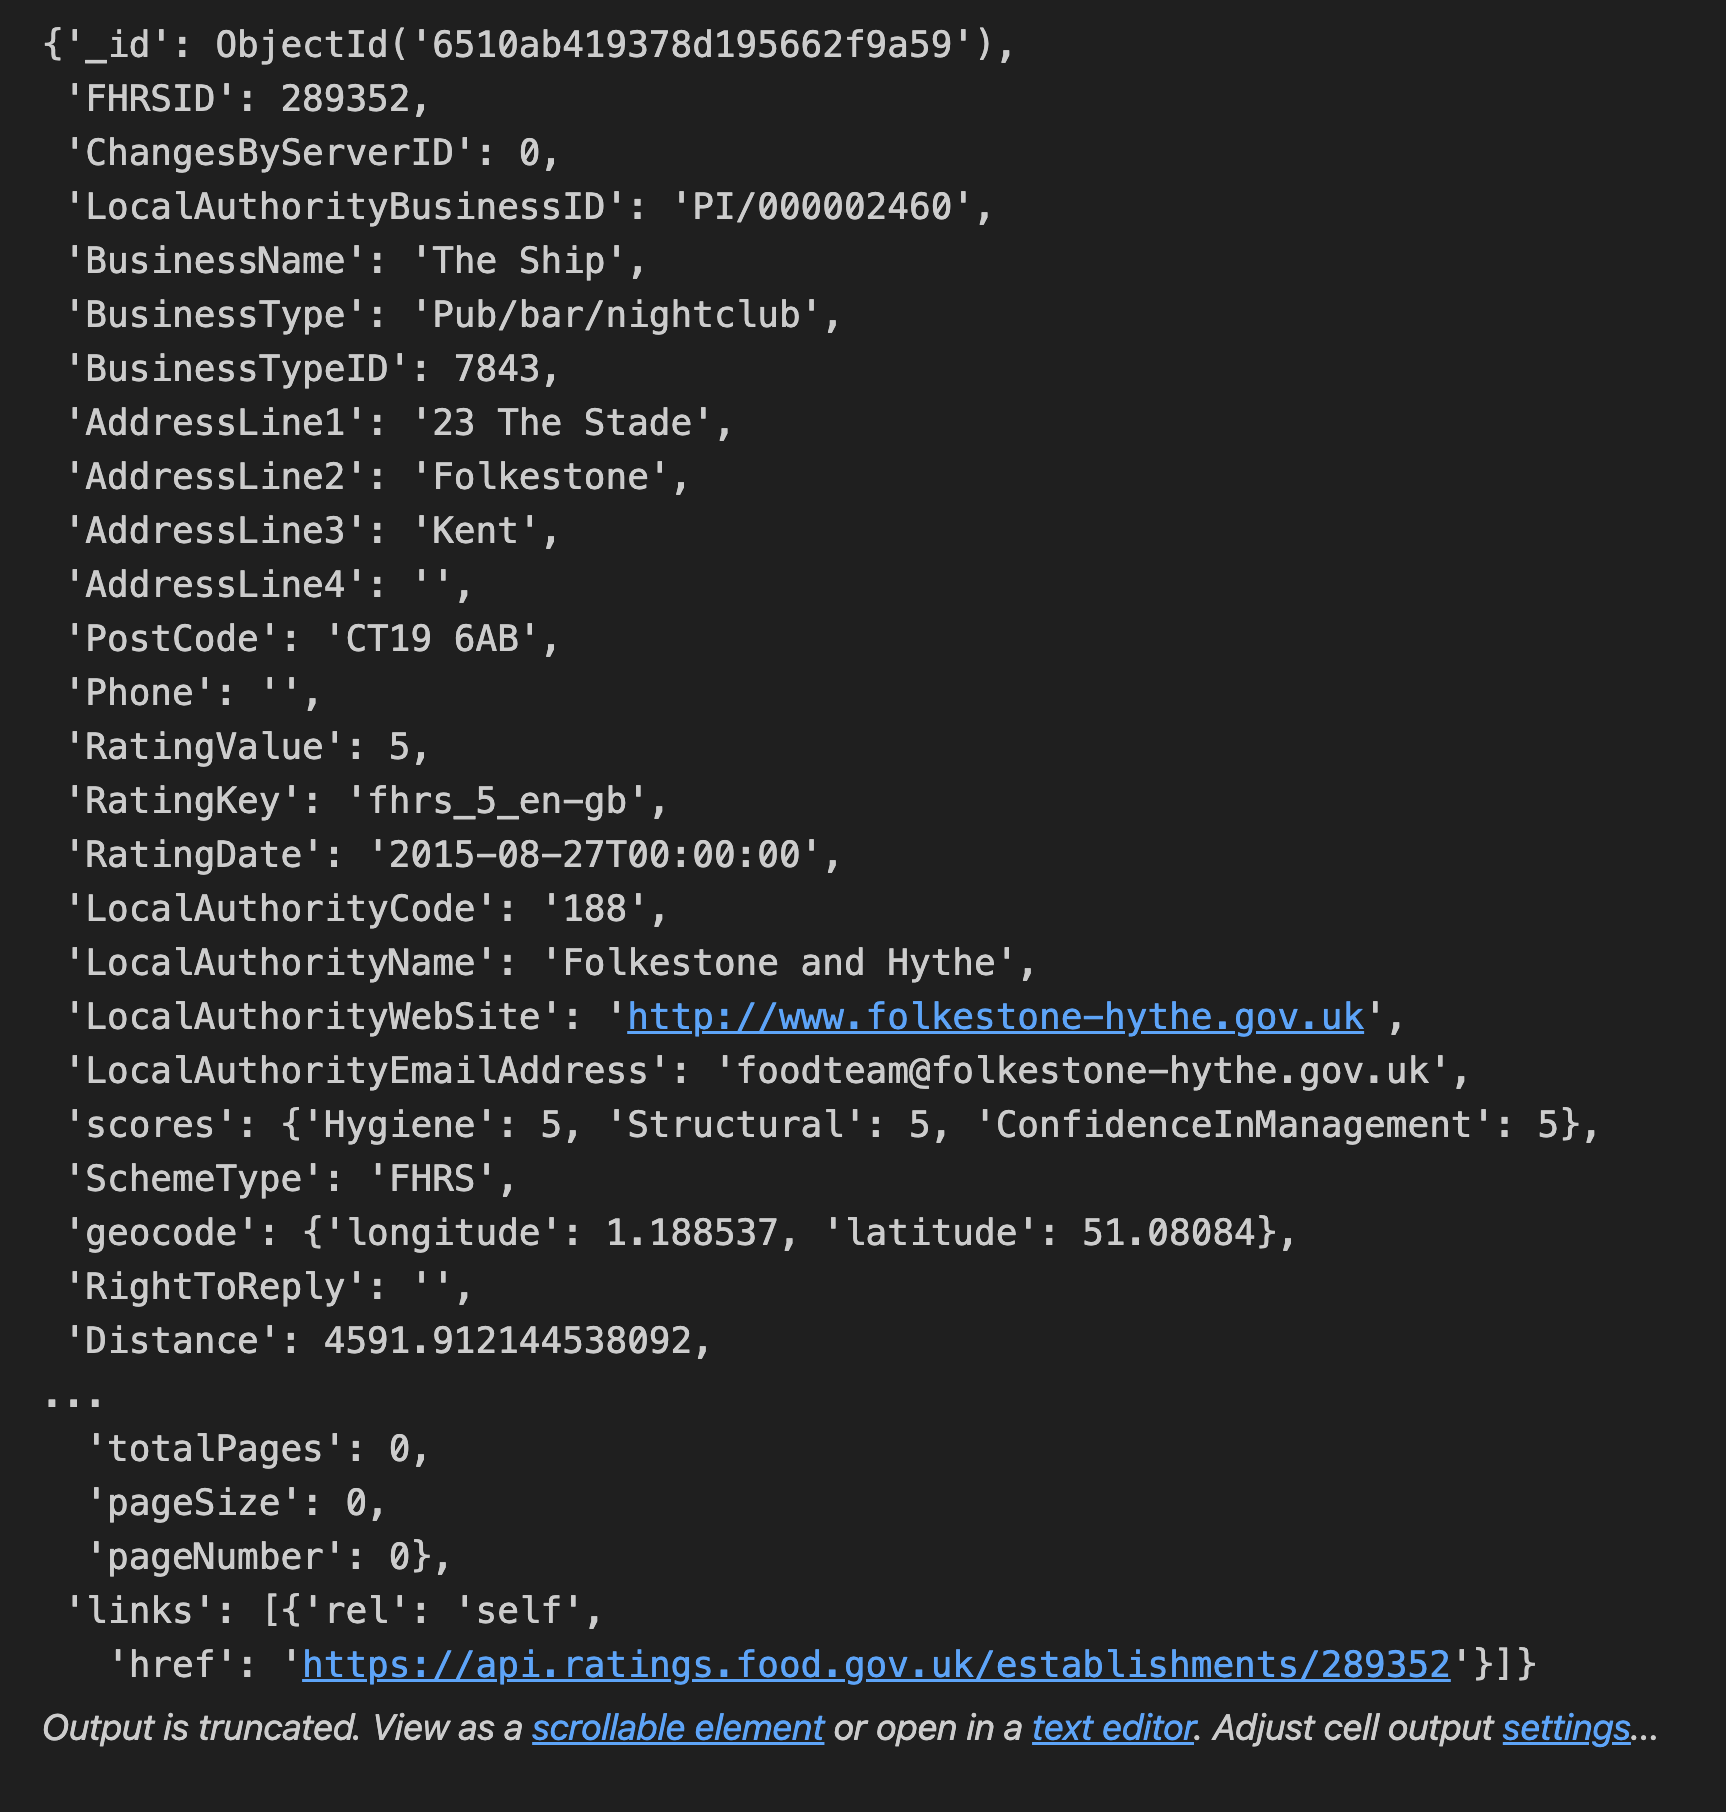 {'_id': ObjectId('6510ab419378d195662f9a59'),
 'FHRSID': 289352,
 'ChangesByServerID': 0,
 'LocalAuthorityBusinessID': 'PI/000002460',
 'BusinessName': 'The Ship',
 'BusinessType': 'Pub/bar/nightclub',
 'BusinessTypeID': 7843,
 'AddressLine1': '23 The Stade',
 'AddressLine2': 'Folkestone',
 'AddressLine3': 'Kent',
 'AddressLine4': '',
 'PostCode': 'CT19 6AB',
 'Phone': '',
 'RatingValue': 5,
 'RatingKey': 'fhrs_5_en-gb',
 'RatingDate': '2015-08-27T00:00:00',
 'LocalAuthorityCode': '188',
 'LocalAuthorityName': 'Folkestone and Hythe',
 'LocalAuthorityWebSite': 'http://www.folkestone-hythe.gov.uk',
 'LocalAuthorityEmailAddress': 'foodteam@folkestone-hythe.gov.uk',
 'scores': {'Hygiene': 5, 'Structural': 5, 'ConfidenceInManagement': 5},
 'SchemeType': 'FHRS',
 'geocode': {'longitude': 1.188537, 'latitude': 51.08084},
 'RightToReply': '',
 'Distance': 4591.912144538092,
...
  'totalPages': 0,
  'pageSize': 0,
  'pageNumber': 0},
 'links': [{'rel': 'self',
   'href': 'https://api.ratings.food.gov.uk/establishments/289352'}]}
Output is truncated. View as a scrollable element or open in a text editor. Adjust cell output settings...